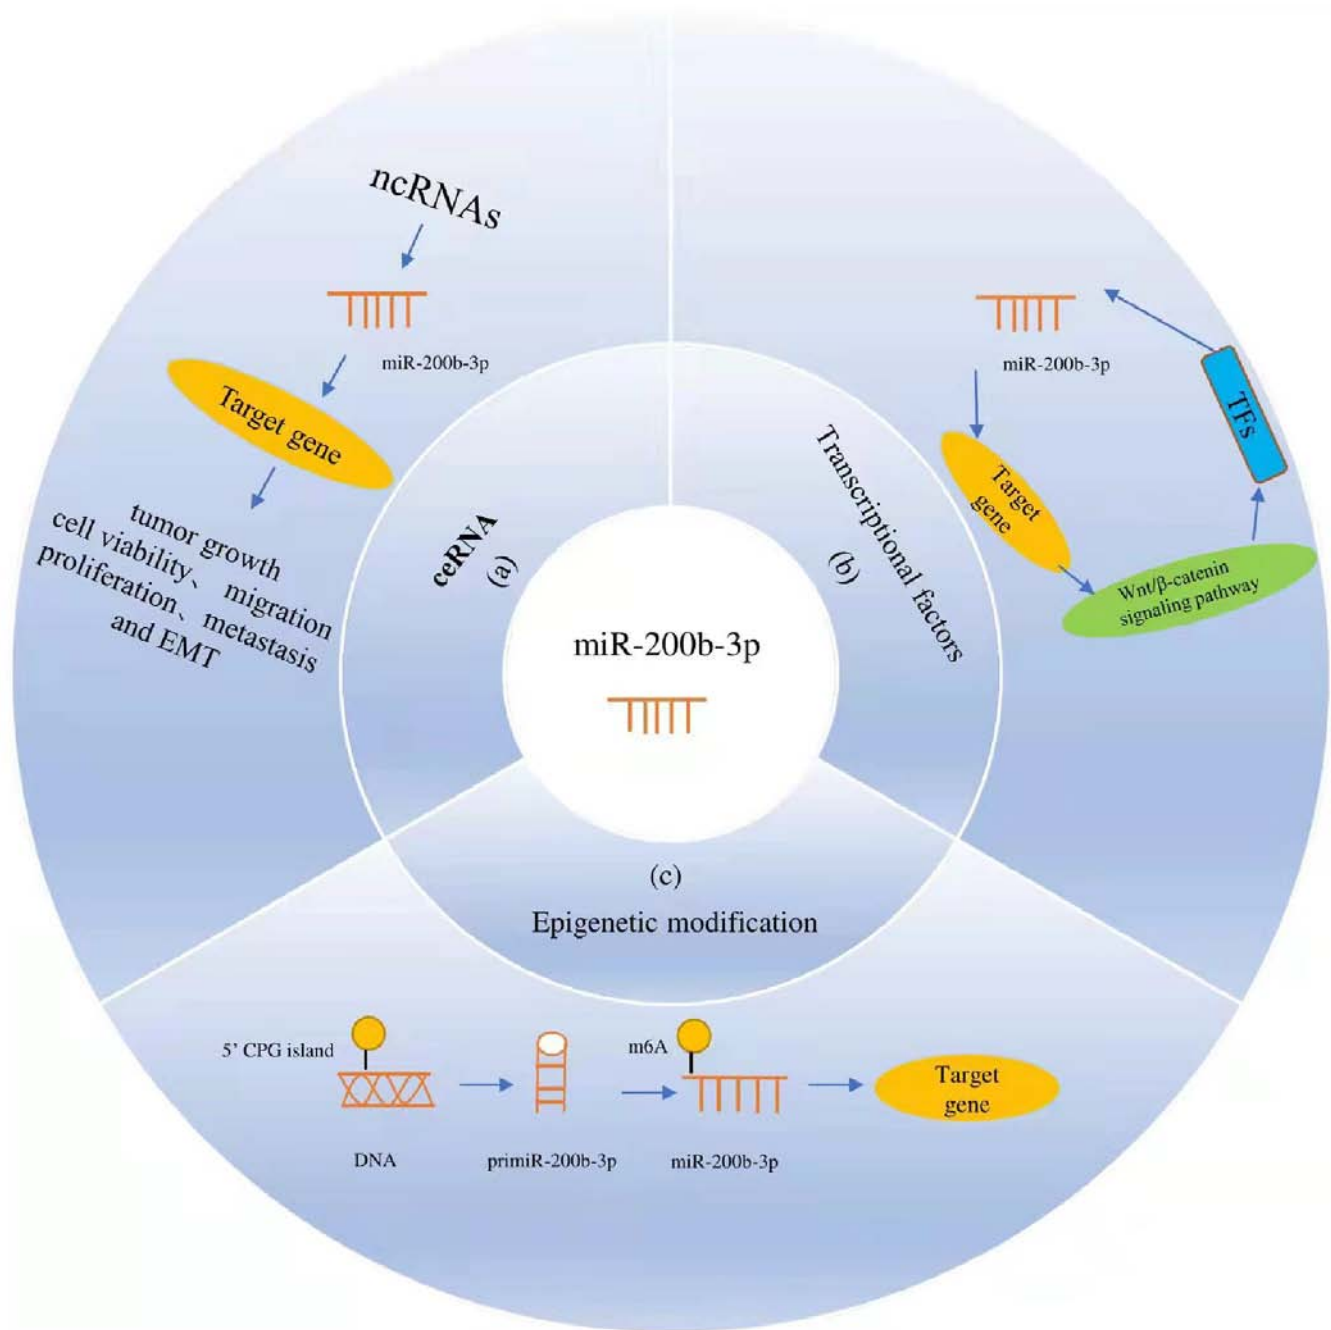 ncRNAs
miR-200b-3p
Target gene
tumor growth
cell viability、migration
proliferation、metastasis
and EMT
ceRNA
(a)
miR-200b-3p
TFs
Target
gene
Wnt/β-catenin
signaling pathway
Transcriptional factors
(b)
miR-200b-3p
(c)
Epigenetic modification
5' CPG island
DNA
primiR-200b-3p
m6A
miR-200b-3p
Target
gene